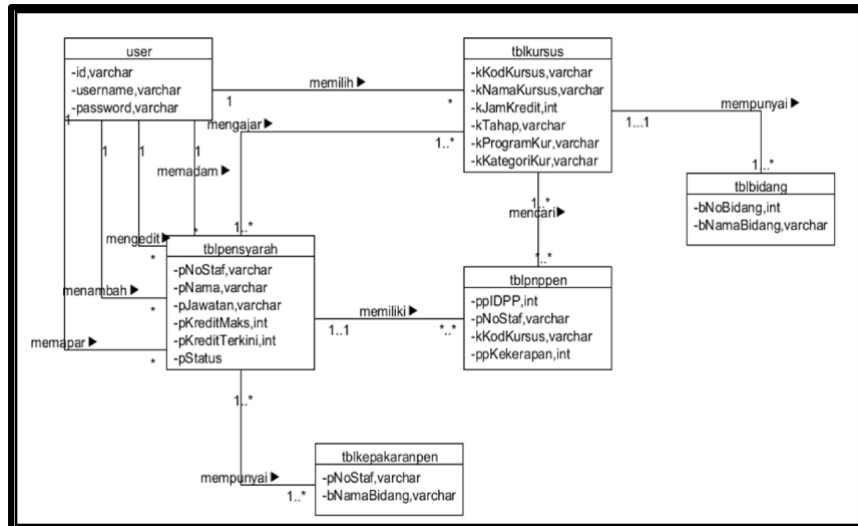 user
-id,varchar
-username,varchar
-password,varchar
tblkursus
-kKodKursus,varchar
-kNamaKursus,varchar
-kJamKredit,int
-kTahap,varchar
-kProgramKur,varchar
-kKategoriKur,varchar
memilih ▶
1
*
mengajar ▶
1..*
1..*
mempunyai ▶
1...1
1..*
tblbidang
-bNoBidang,int
-bNamaBidang,varchar
1
1
1
1
memadam ▶
*
mengedit ▶
*
menambah ▶
*
memapar ▶
*
tblpensyarah
-pNoStaf,varchar
-pNama,varchar
-pJawatan,varchar
-pKreditMaks,int
-pKreditTerkini,int
-pStatus
1..*
mencari ▶
*..*
tblpnppen
-ppIDPP,int
-pNoStaf,varchar
-kKodKursus,varchar
-ppKekerapan,int
memiliki ▶
1..1
*..*
1..*
mempunyai ▶
1..*
tblkepakaranpen
-pNoStaf,varchar
-bNamaBidang,varchar